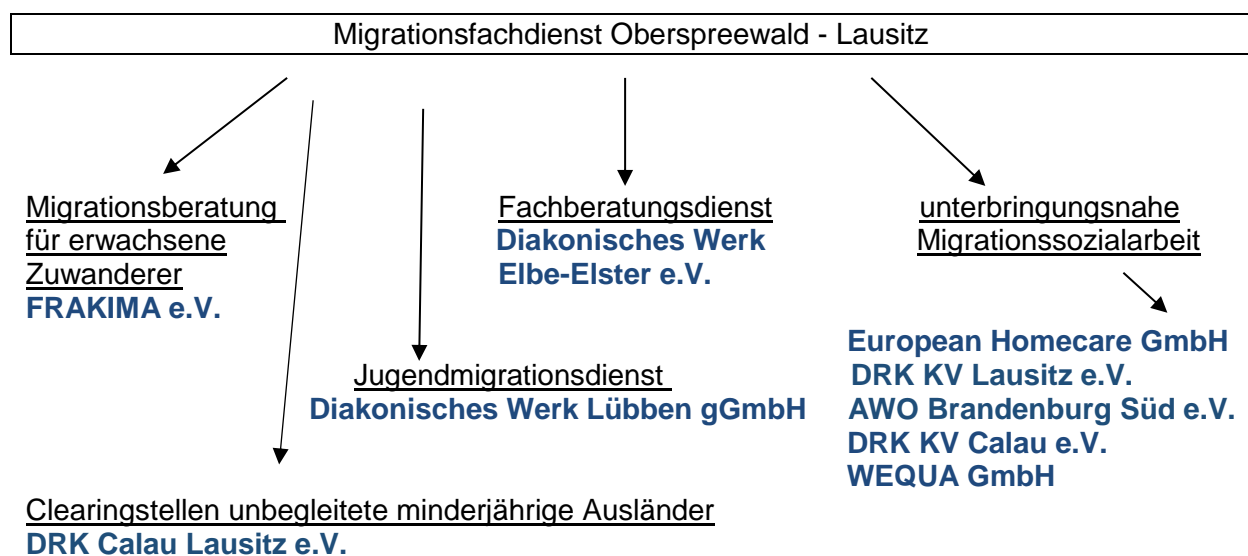 Migrationsfachdienst Oberspreewald - Lausitz
Migrationsberatung
für erwachsene
Zuwanderer
FRAKIMA e.V.
Fachberatungsdienst
Diakonisches Werk
Elbe-Elster e.V.
unterbringungsnahe
Migrationssozialarbeit
European Homecare GmbH
DRK KV Lausitz e.V.
AWO Brandenburg Süd e.V.
DRK KV Calau e.V.
WEQUA GmbH
Jugendmigrationsdienst
Diakonisches Werk Lübben gGmbH
Clearingstellen unbegleitete minderjährige Ausländer
DRK Calau Lausitz e.V.